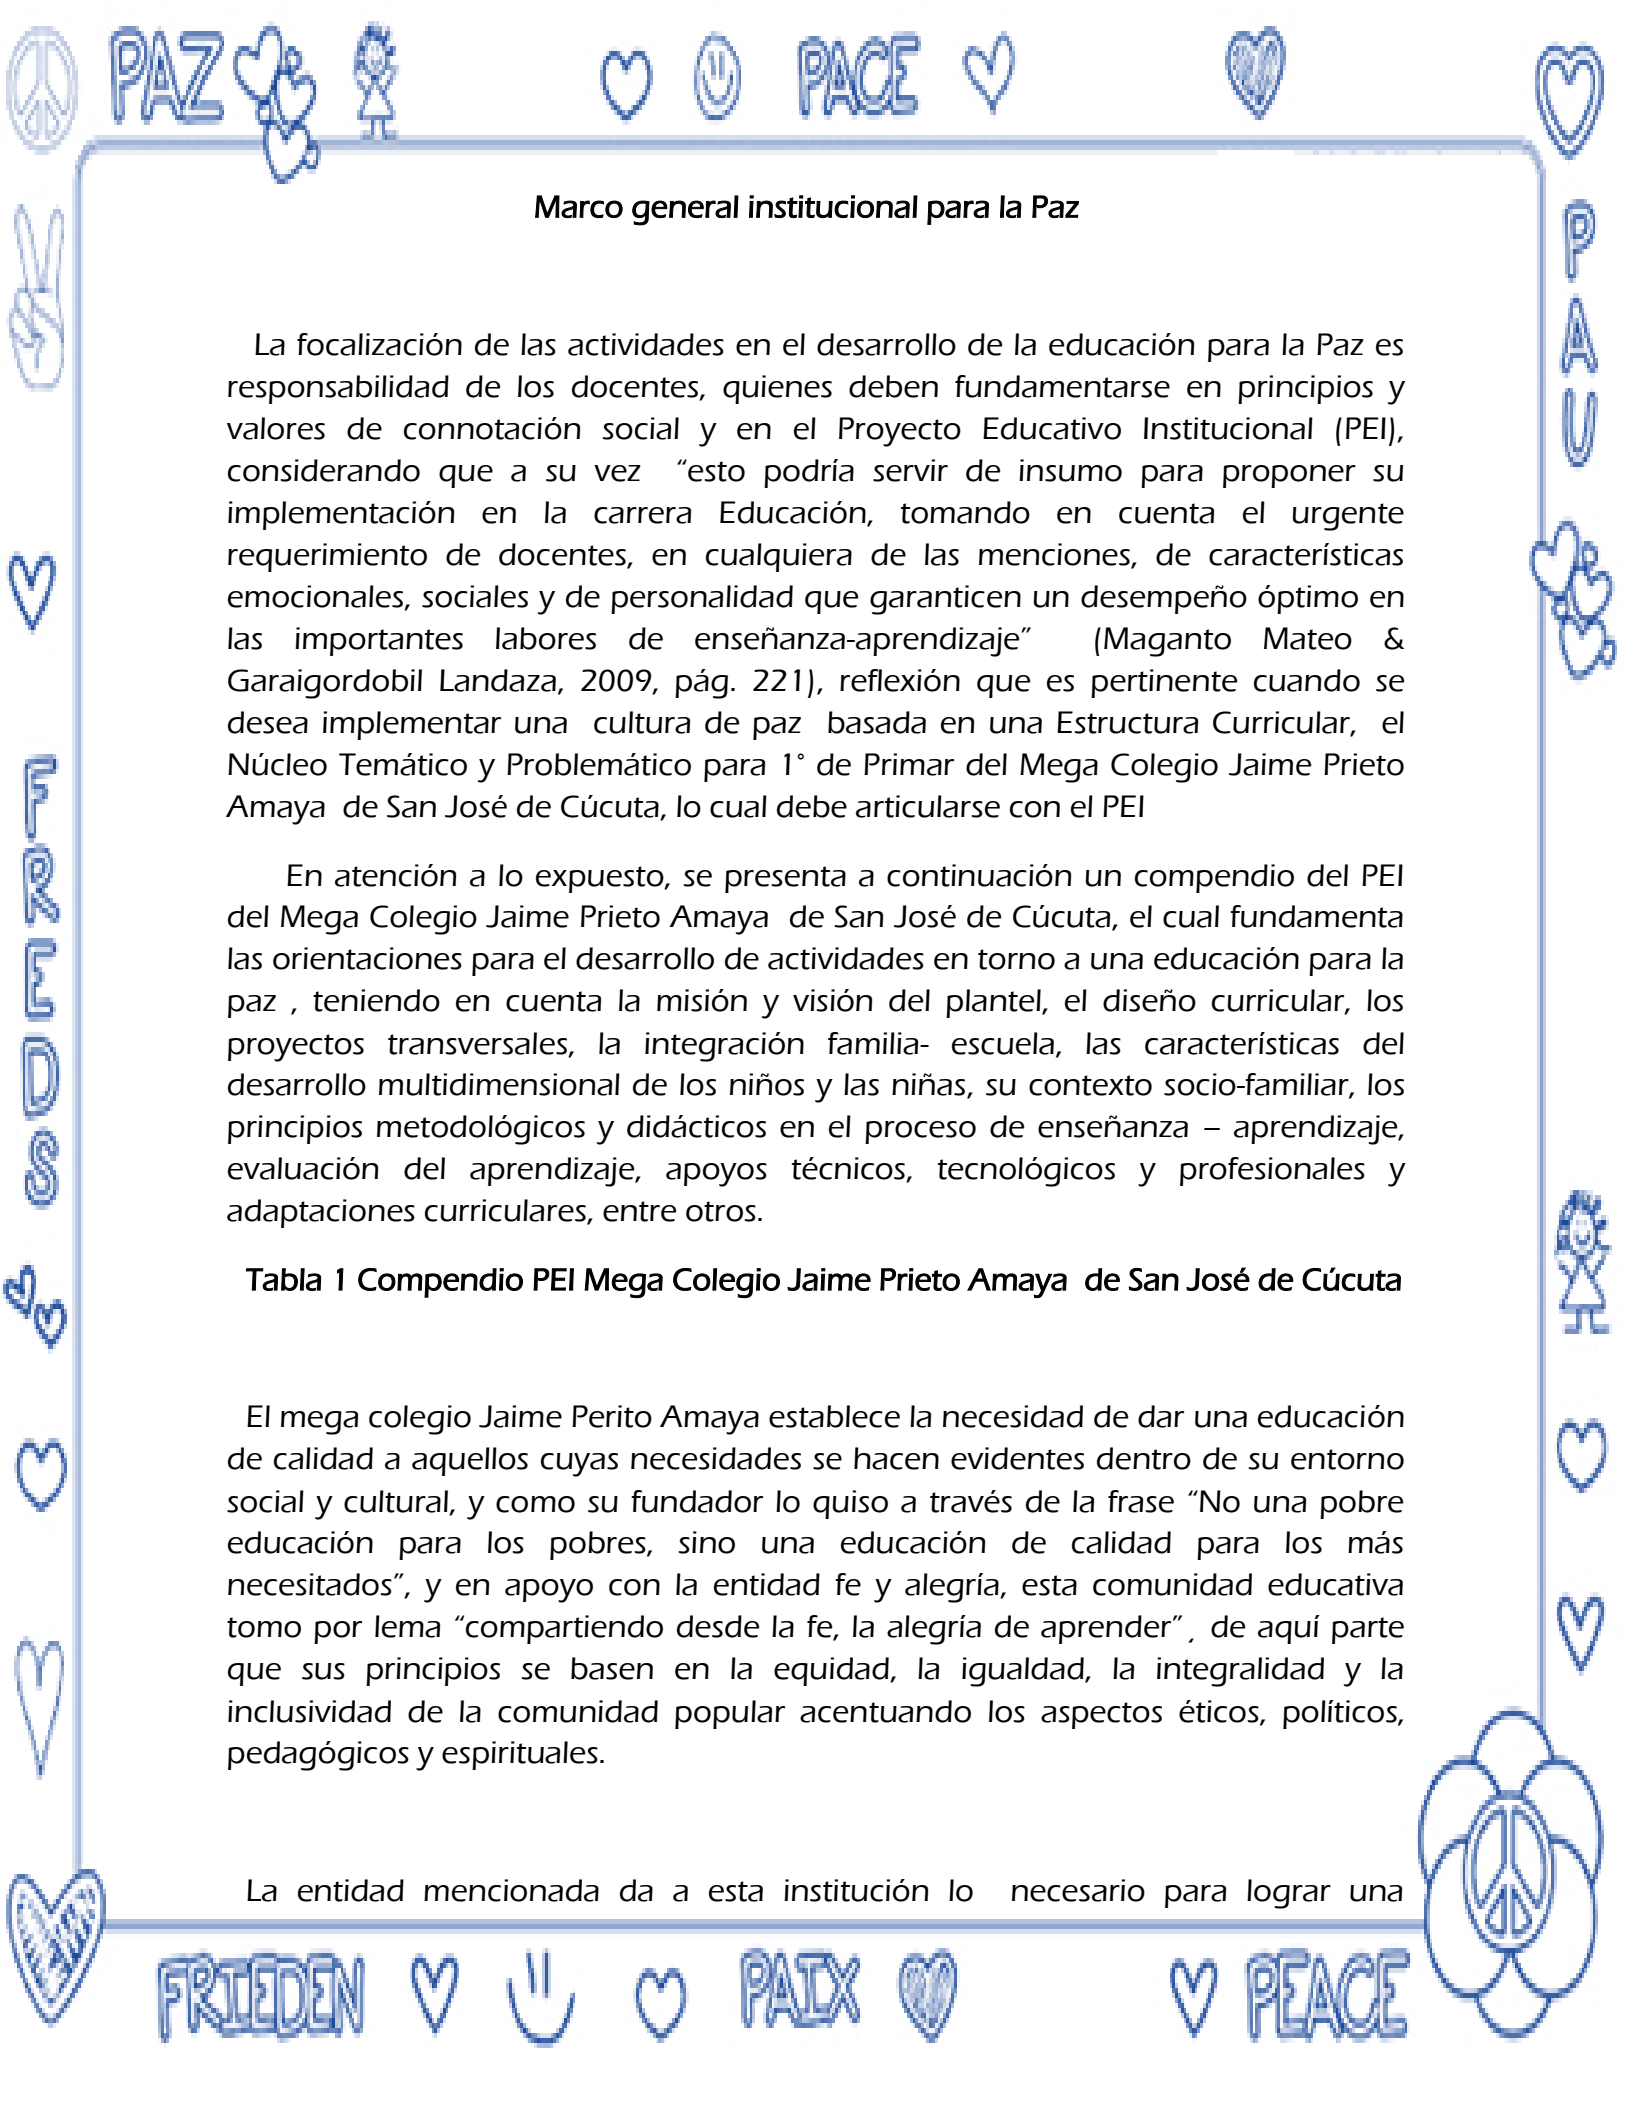 PAZ
PACE
PAU
FREDS
Marco general institucional para la Paz
La focalización de las actividades en el desarrollo de la educación para la Paz es
responsabilidad de los docentes, quienes deben fundamentarse en principios y
valores de connotación social y en el Proyecto Educativo Institucional (PEI),
considerando que a su vez “esto podría servir de insumo para proponer su
implementación en la carrera Educación, tomando en cuenta el urgente
requerimiento de docentes, en cualquiera de las menciones, de características
emocionales, sociales y de personalidad que garanticen un desempeño óptimo en
las importantes labores de enseñanza-aprendizaje” (Maganto Mateo &
Garaigordobil Landaza, 2009, pág. 221), reflexión que es pertinente cuando se
desea implementar una cultura de paz basada en una Estructura Curricular, el
Núcleo Temático y Problemático para 1° de Primar del Mega Colegio Jaime Prieto
Amaya de San José de Cúcuta, lo cual debe articularse con el PEI
En atención a lo expuesto, se presenta a continuación un compendio del PEI
del Mega Colegio Jaime Prieto Amaya de San José de Cúcuta, el cual fundamenta
las orientaciones para el desarrollo de actividades en torno a una educación para la
paz , teniendo en cuenta la misión y visión del plantel, el diseño curricular, los
proyectos transversales, la integración familia- escuela, las características del
desarrollo multidimensional de los niños y las niñas, su contexto socio-familiar, los
principios metodológicos y didácticos en el proceso de enseñanza – aprendizaje,
evaluación del aprendizaje, apoyos técnicos, tecnológicos y profesionales y
adaptaciones curriculares, entre otros.
Tabla 1 Compendio PEI Mega Colegio Jaime Prieto Amaya de San José de Cúcuta
El mega colegio Jaime Perito Amaya establece la necesidad de dar una educación
de calidad a aquellos cuyas necesidades se hacen evidentes dentro de su entorno
social y cultural, y como su fundador lo quiso a través de la frase “No una pobre
educación para los pobres, sino una educación de calidad para los más
necesitados”, y en apoyo con la entidad fe y alegría, esta comunidad educativa
tomo por lema “compartiendo desde la fe, la alegría de aprender”, de aquí parte
que sus principios se basen en la equidad, la igualdad, la integralidad y la
inclusividad de la comunidad popular acentuando los aspectos éticos, políticos,
pedagógicos y espirituales.
La entidad mencionada da a esta institución lo necesario para lograr una
FRIEDEN
PAIX
PEACE